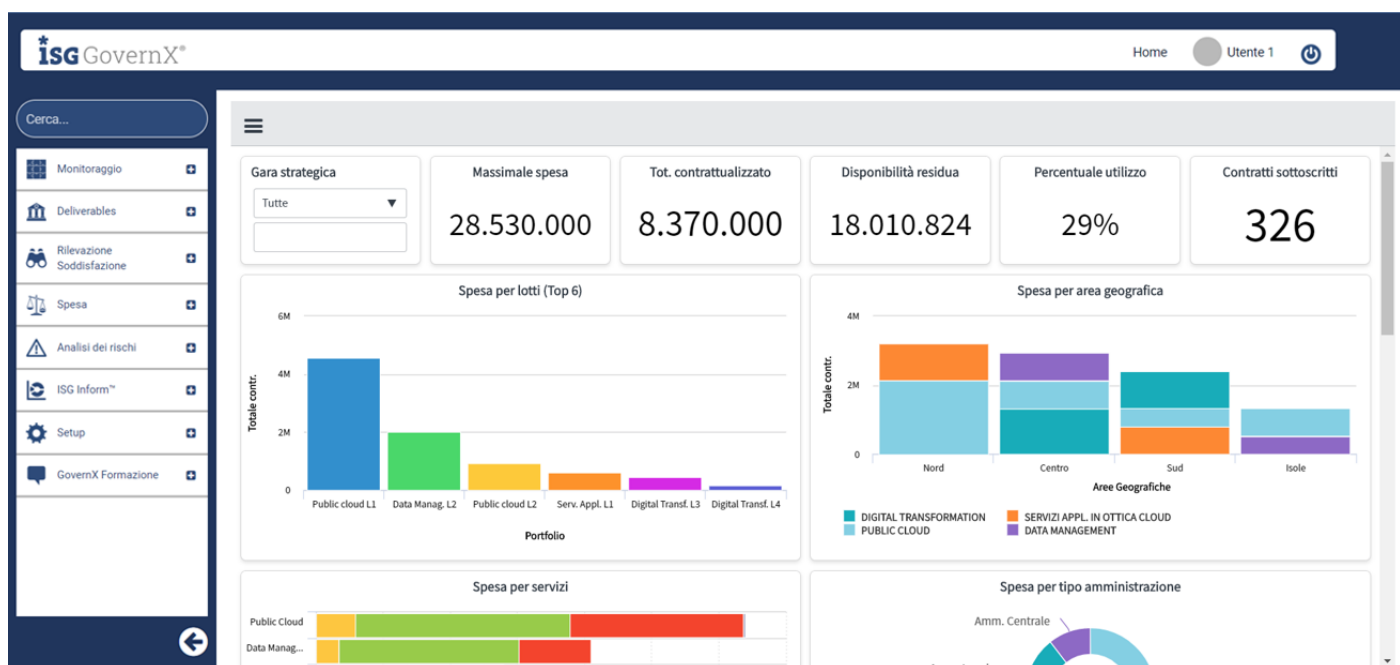 isG GovernX®
Home
Utente 1
Cerca...
Monitoraggio
Deliverables
Rilevazione
Soddisfazione
Spesa
Analisi dei rischi
ISG Inform™
Setup
GovernX Formazione
Gara strategica
Tutte
Massimale spesa
28.530.000
Tot. contrattualizzato
8.370.000
Disponibilità residua
18.010.824
Percentuale utilizzo
29%
Contratti sottoscritti
326
Spesa per lotti (Top 6)
6M
4M
2M
0
Totale contr.
Public cloud L1
Data Manag. L2
Public cloud L2
Serv. Appl. L1
Digital Transf. L3
Digital Transf. L4
Portfolio
Spesa per area geografica
4M
2M
0
Totale contr.
Nord
Centro
Sud
Isole
Aree Geografiche
DIGITAL TRANSFORMATION
SERVIZI APPL. IN OTTICA CLOUD
PUBLIC CLOUD
DATA MANAGEMENT
Spesa per servizi
Public Cloud
Data Manag...
Spesa per tipo amministrazione
Amm. Centrale